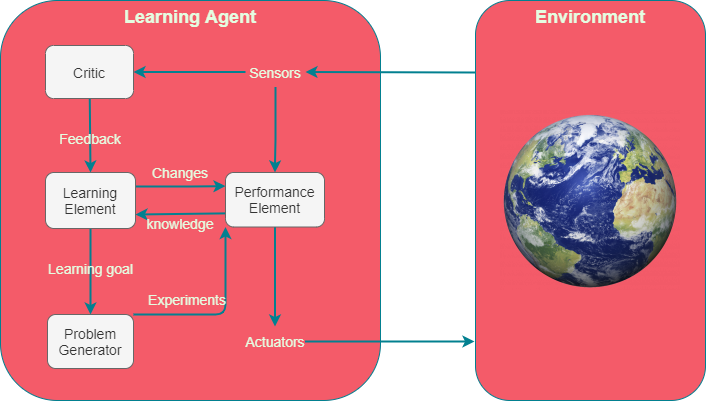 Learning Agent
Environment
Critic
Sensors
Feedback
Changes
Learning
Element
Performance
Element
knowledge
Learning goal
Experiments
Problem
Generator
Actuators